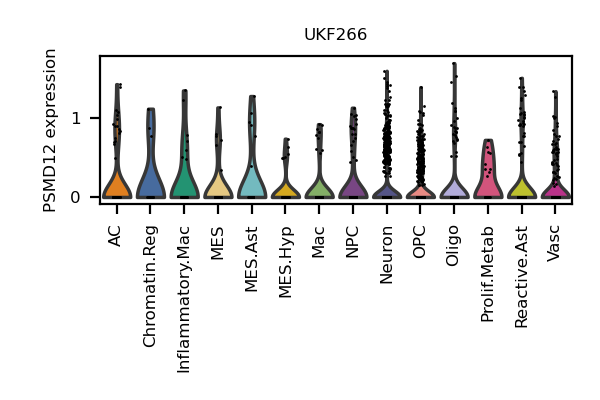 UKF266
PSMD12 expression
1
0
AC
Chromatin.Reg
Inflammatory.Mac
MES
MES.Ast
MES.Hyp
Mac
NPC
Neuron
OPC
Oligo
Prolif.Metab
Reactive.Ast
Vasc